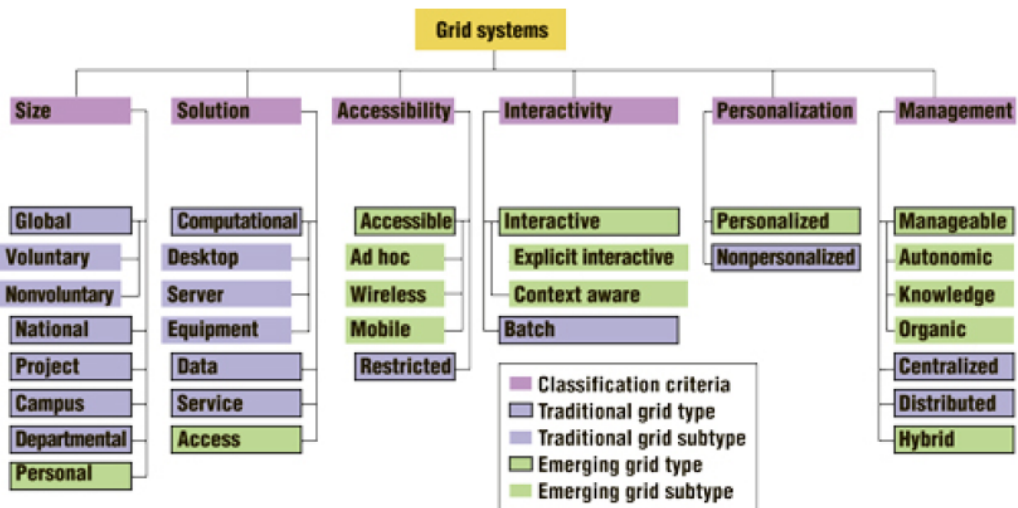 Grid systems
Size
Solution
Accessibility
Interactivity
Personalization
Management
Global
Voluntary
Nonvoluntary
National
Project
Campus
Departmental
Personal
Computational
Desktop
Server
Equipment
Data
Service
Access
Accessible
Ad hoc
Wireless
Mobile
Restricted
Interactive
Explicit interactive
Context aware
Batch
Personalized
Nonpersonalized
Manageable
Autonomic
Knowledge
Organic
Centralized
Distributed
Hybrid
Classification criteria
Traditional grid type
Traditional grid subtype
Emerging grid type
Emerging grid subtype